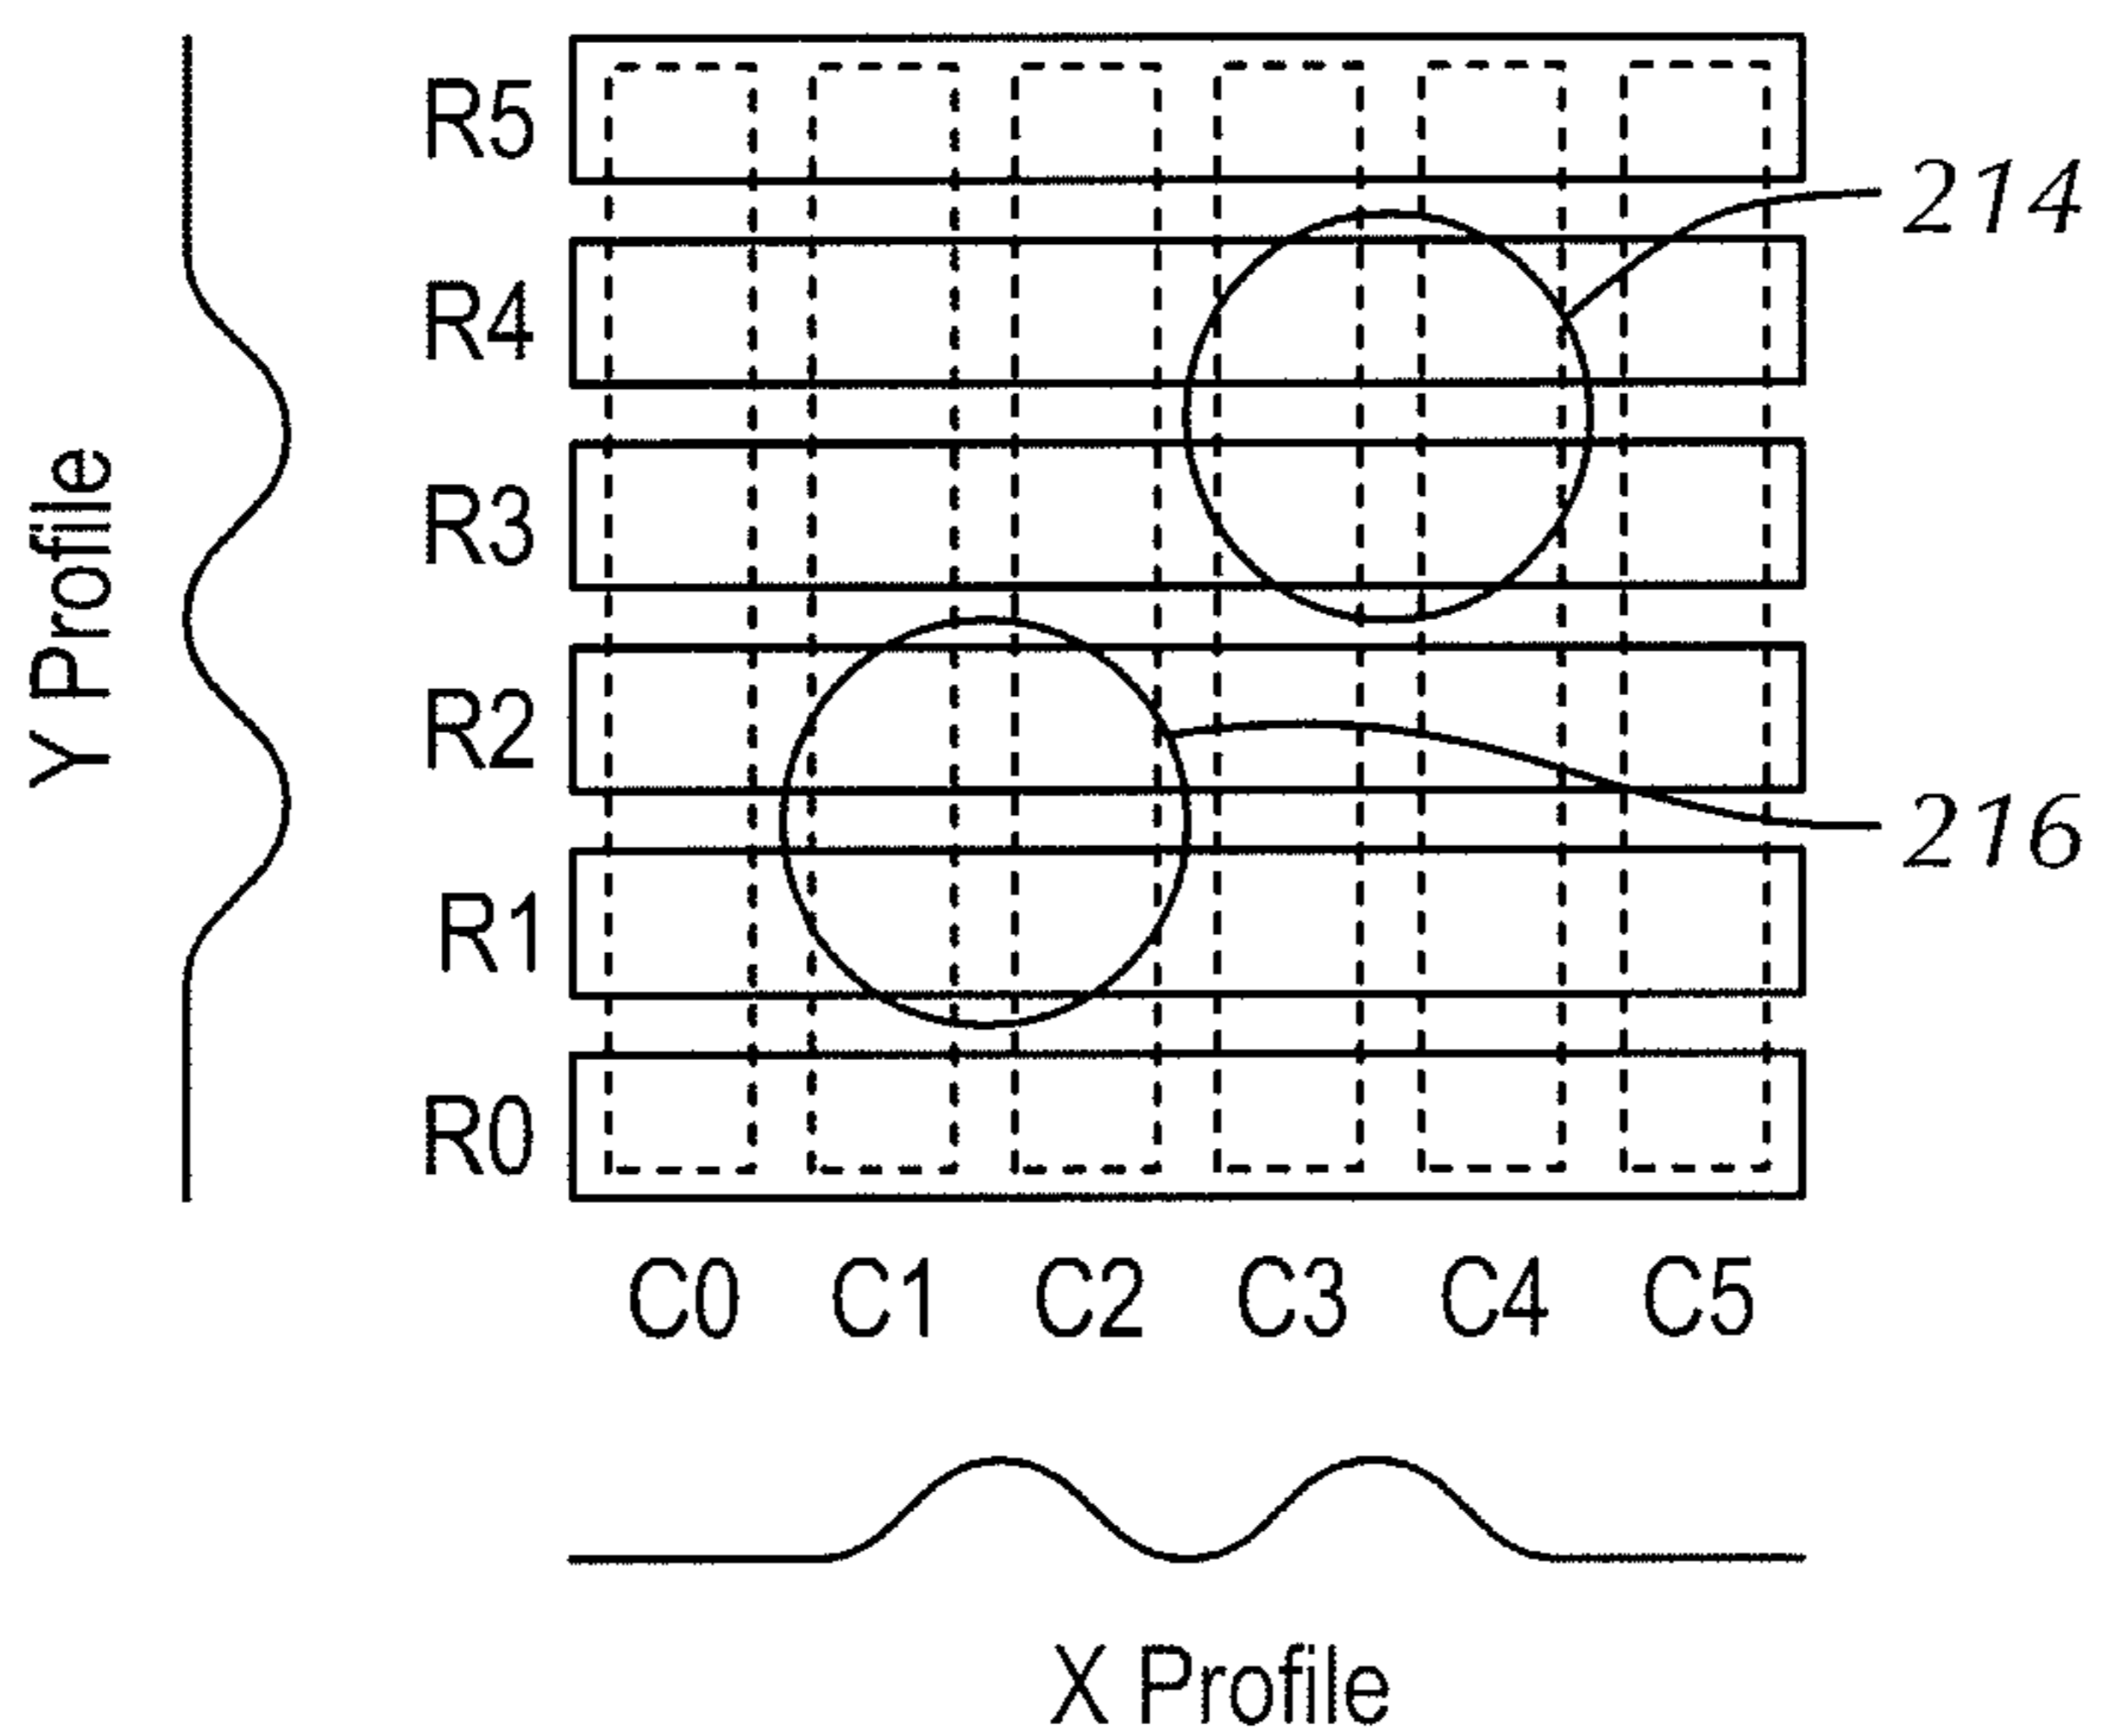 R5
214
R4
Y Profile
R3
R2
216
R1
R0
C0 C1 C2 C3 C4 C5
X Profile